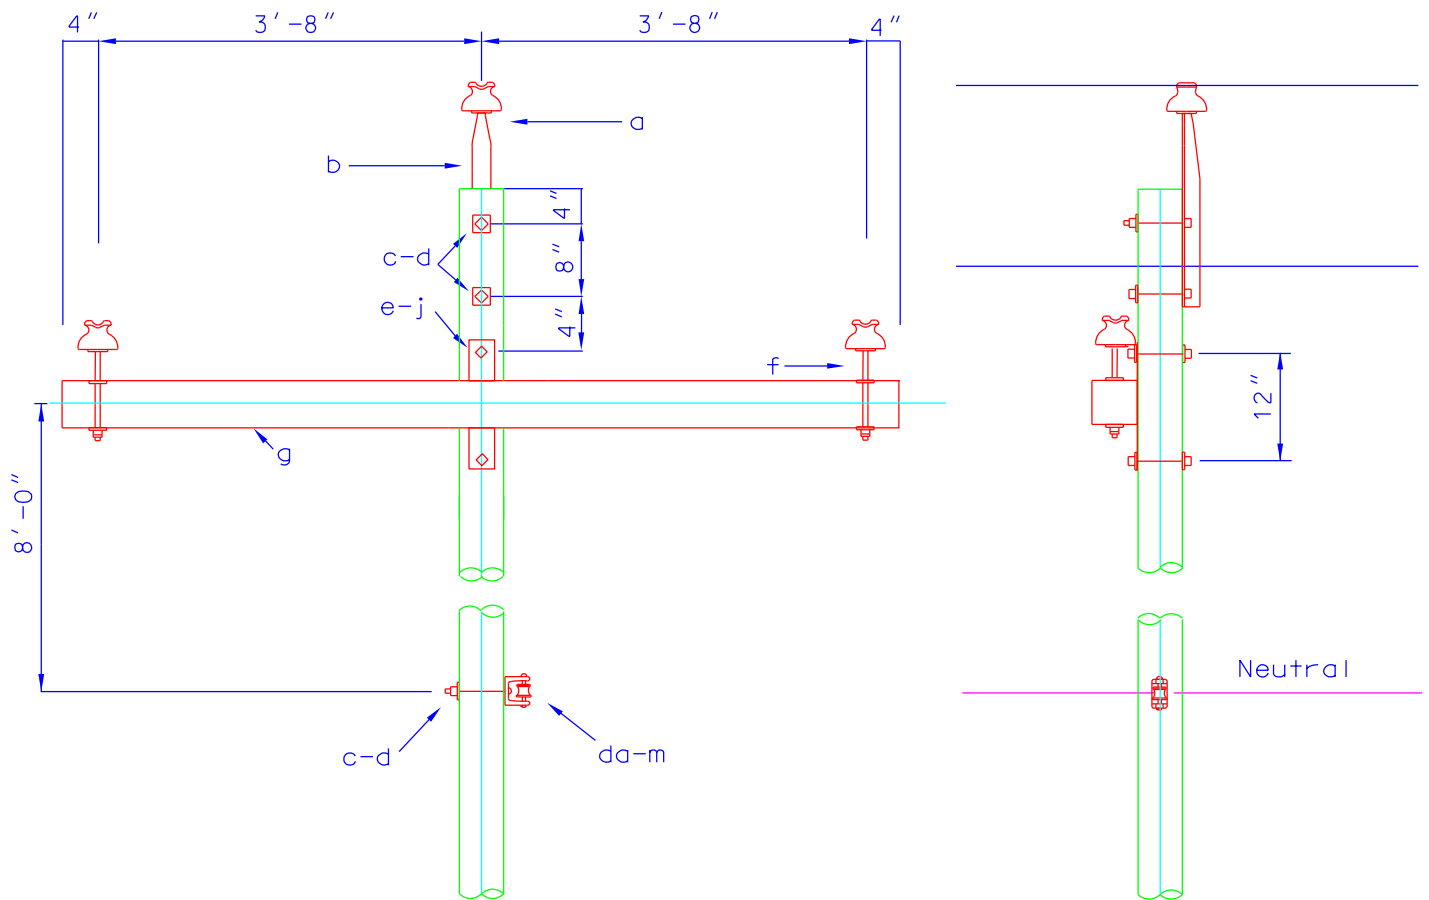 4"
3'-8"
3'-8"
4"
a
b
4"
c-d
8"
e-j
4"
f
12"
g
8'-0"
Neutral
c-d
da-m